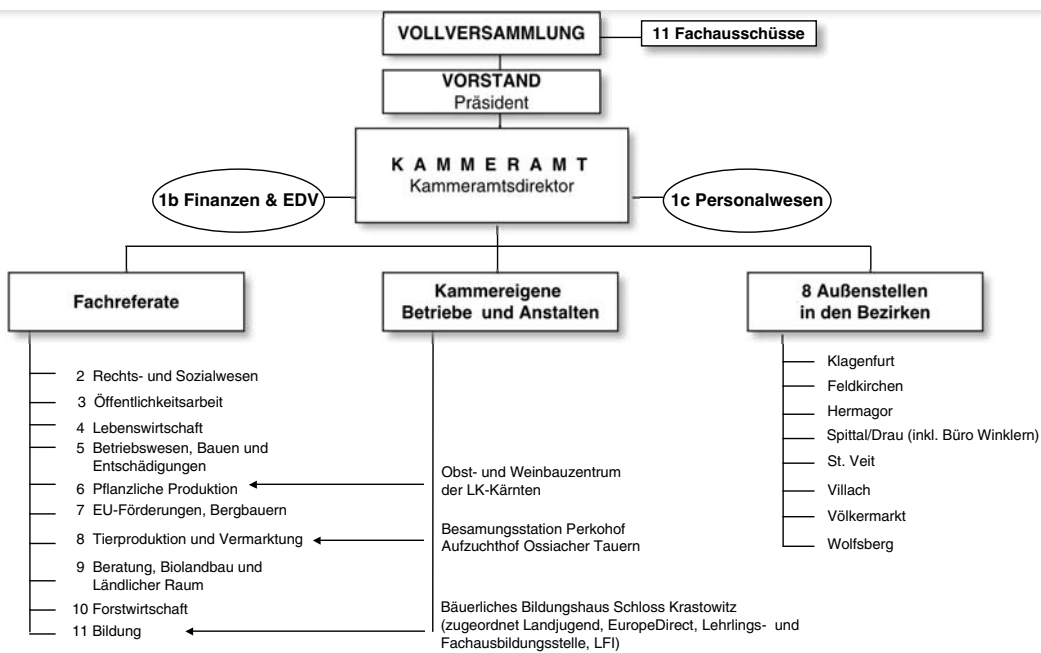 VOLLVERSAMMLUNG
11 Fachausschüsse
VORSTAND
Präsident
KAMMERAMT
Kammeramtsdirektor
1b Finanzen & EDV
1c Personalwesen
Fachreferate
Kammereigene
Betriebe und Anstalten
8 Außenstellen
in den Bezirken
2 Rechts- und Sozialwesen
3 Öffentlichkeitsarbeit
4 Lebenswirtschaft
5 Betriebswesen, Bauen und
Entschädigungen
6 Pflanzliche Produktion
7 EU-Förderungen, Bergbauern
8 Tierproduktion und Vermarktung
9 Beratung, Biolandbau und
Ländlicher Raum
10 Forstwirtschaft
11 Bildung
Obst- und Weinbauzentrum
der LK-Kärnten
Besamungsstation Perkohof
Aufzuchthof Ossiacher Tauern
Bäuerliches Bildungshaus Schloss Krastowitz
(zugeordnet Landjugend, EuropeDirect, Lehrlings- und
Fachausbildungsstelle, LFI)
Klagenfurt
Feldkirchen
Hermagor
Spittal/Drau (inkl. Büro Winklern)
St. Veit
Villach
Völkermarkt
Wolfsberg